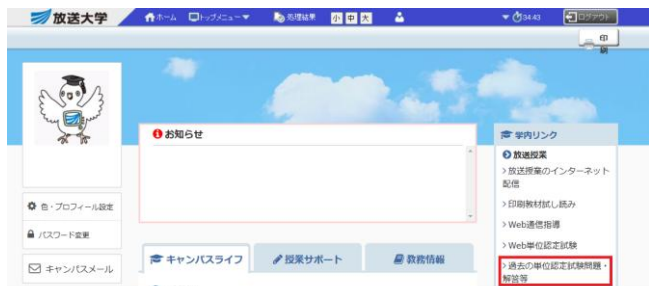 放送大学
ホーム トップメニュー▼ 処理結果 小 中 大 ▼ 34:43 ログアウト
印刷
お知らせ
色・プロフィール設定
パスワード変更
キャンパスメール
キャンパスライフ 授業サポート 教務情報
学内リンク
放送授業
>放送授業のインターネット
配信
>印刷教材試し読み
>Web通信指導
>Web単位認定試験
>過去の単位認定試験問題・
解答等